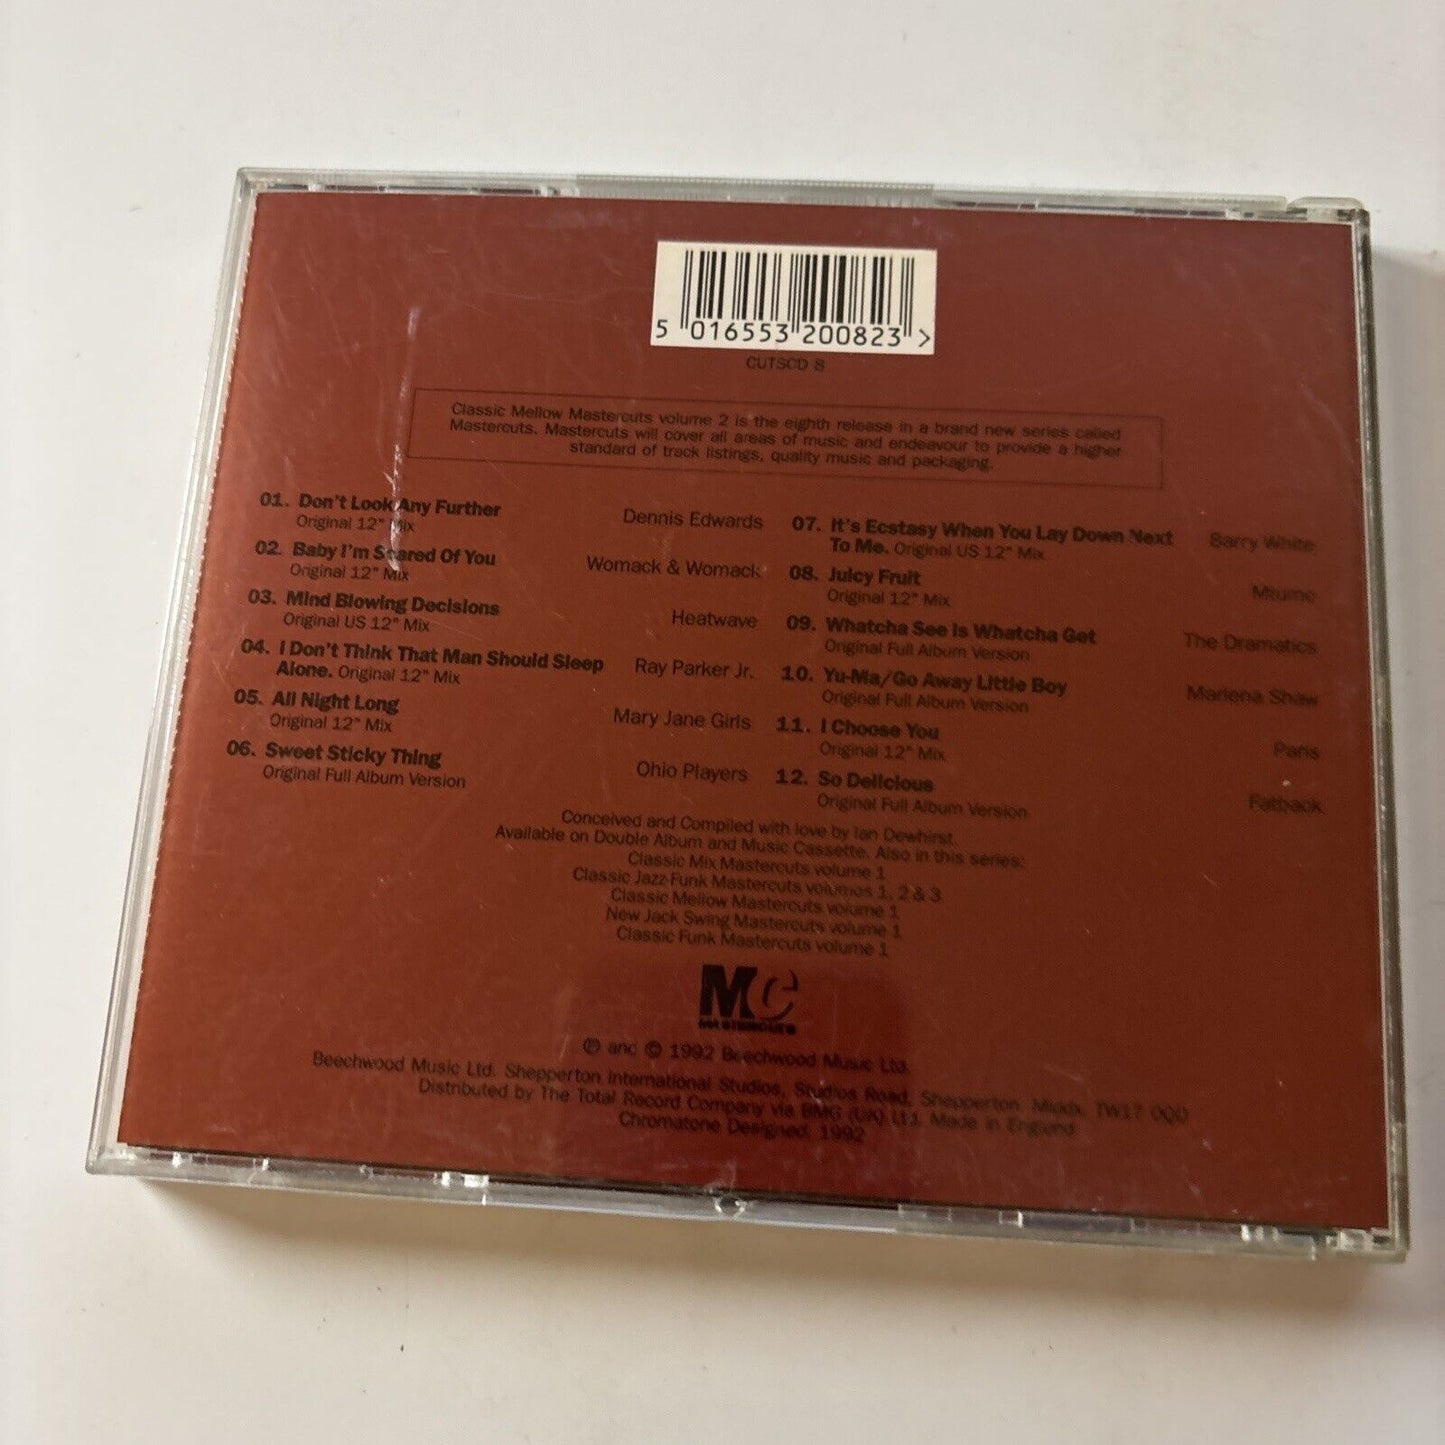 5 016553 200823 >
CUTSCD 8
Classic Mellow Mastercuts volume 2 is the eighth release in a brand new series called
Mastercuts. Mastercuts will cover all areas of music and endeavour to provide a higher
standard of track listings, quality music and packaging.
01. Don't Look Any Further Dennis Edwards
Original 12" Mix
02. Baby I'm Scared Of You Womack & Womack
Original 12" Mix
03. Mind Blowing Decisions Heatwave
Original US 12" Mix
04. I Don't Think That Man Should Sleep Ray Parker Jr.
Alone. Original 12" Mix
05. All Night Long Mary Jane Girls
Original 12" Mix
06. Sweet Sticky Thing Ohio Players
Original Full Album Version
07. It's Ecstasy When You Lay Down Next Barry White
To Me. Original US 12" Mix
08. Juicy Fruit Mtume
Original 12" Mix
09. Whatcha See Is Whatcha Get The Dramatics
Original Full Album Version
10. Yu-Ma/Go Away Little Boy Marlena Shaw
Original Full Album Version
11. I Choose You Paris
Original 12" Mix
12. So Delicious Fatback
Original Full Album Version
Conceived and Compiled with love by Ian Dewhirst.
Available on Double Album and Music Cassette. Also in this series:
Classic Mix Mastercuts volume 1
Classic Jazz-Funk Mastercuts volumes 1, 2 & 3
Classic Mellow Mastercuts volume 1
New Jack Swing Mastercuts volume 1
Classic Funk Mastercuts volume 1
MC
MASTERCUTS
℗ and © 1992 Beechwood Music Ltd.
Beechwood Music Ltd. Shepperton International Studios, Studios Road, Shepperton. Middx. TW17 0QD
Distributed by The Total Record Company via BMG (UK) LTD. Made in England
Chromatone Designed, 1992